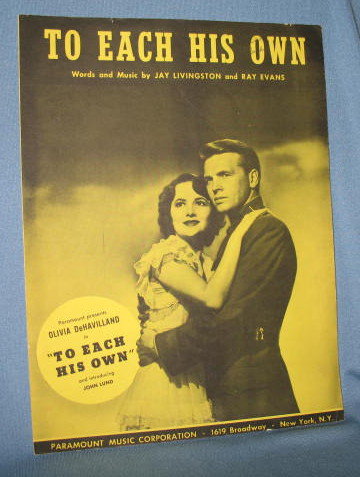 TO EACH HIS OWN
Words and Music by JAY LIVINGSTON and RAY EVANS
Paramount presents
OLIVIA DeHAVILLAND
in
"TO EACH
HIS OWN"
and introducing
JOHN LUND
PARAMOUNT MUSIC CORPORATION - 1619 Broadway - New York, N.Y.